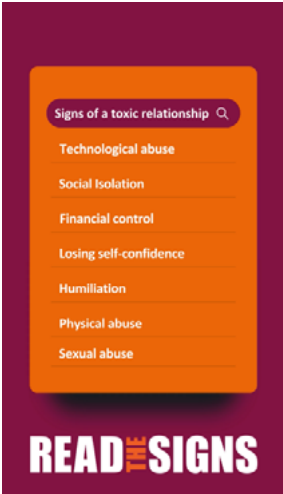 Signs of a toxic relationship
Technological abuse
Social Isolation
Financial control
Losing self-confidence
Humiliation
Physical abuse
Sexual abuse
READ THE SIGNS